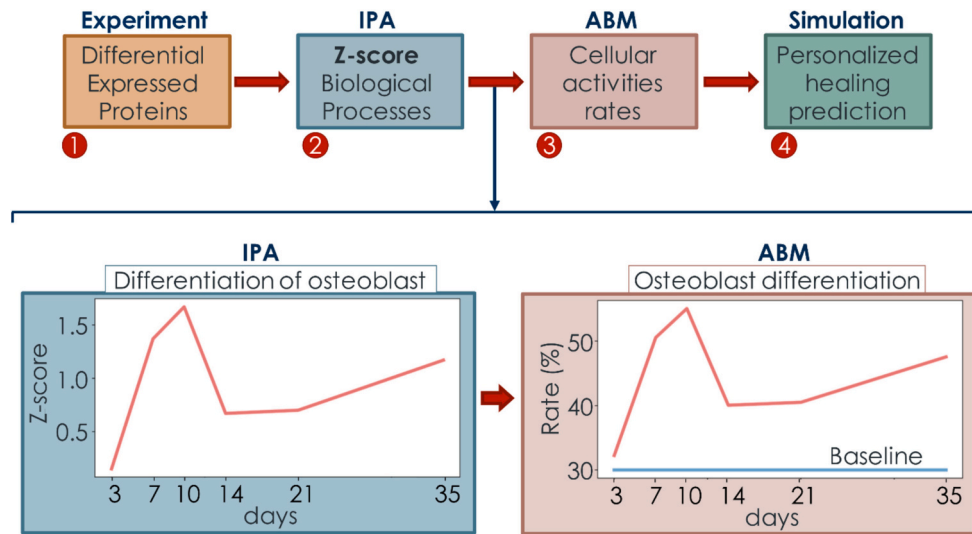 Experiment
IPA
ABM
Simulation
Differential
Expressed
Proteins
Z-score
Biological
Processes
Cellular
activities
rates
Personalized
healing
prediction
1
2
3
4
IPA
ABM
Differentiation of osteoblast
Osteoblast differentiation
Z-score
1.5
1.0
0.5
3 7 10 14 21 35
days
Rate (%)
50
40
30
Baseline
3 7 10 14 21 35
days